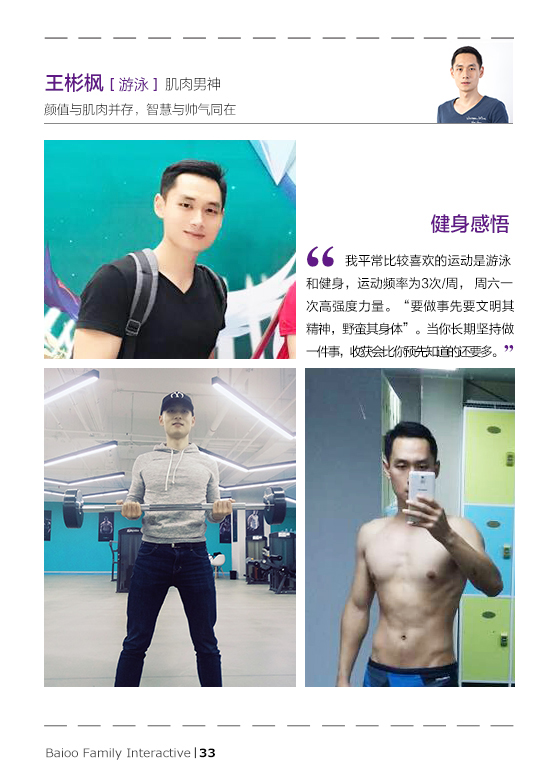 王彬枫 [ 游泳 ] 肌肉男神
颜值与肌肉并存，智慧与帅气同在
健身感悟
“ 我平常比较喜欢的运动是游泳
和健身，运动频率为3次/周， 周六一
次高强度力量。“要做事先要文明其
精神，野蛮其身体”。当你长期坚持做
一件事，收获会比你预先知道的还要多。”
Baioo Family Interactive | 33